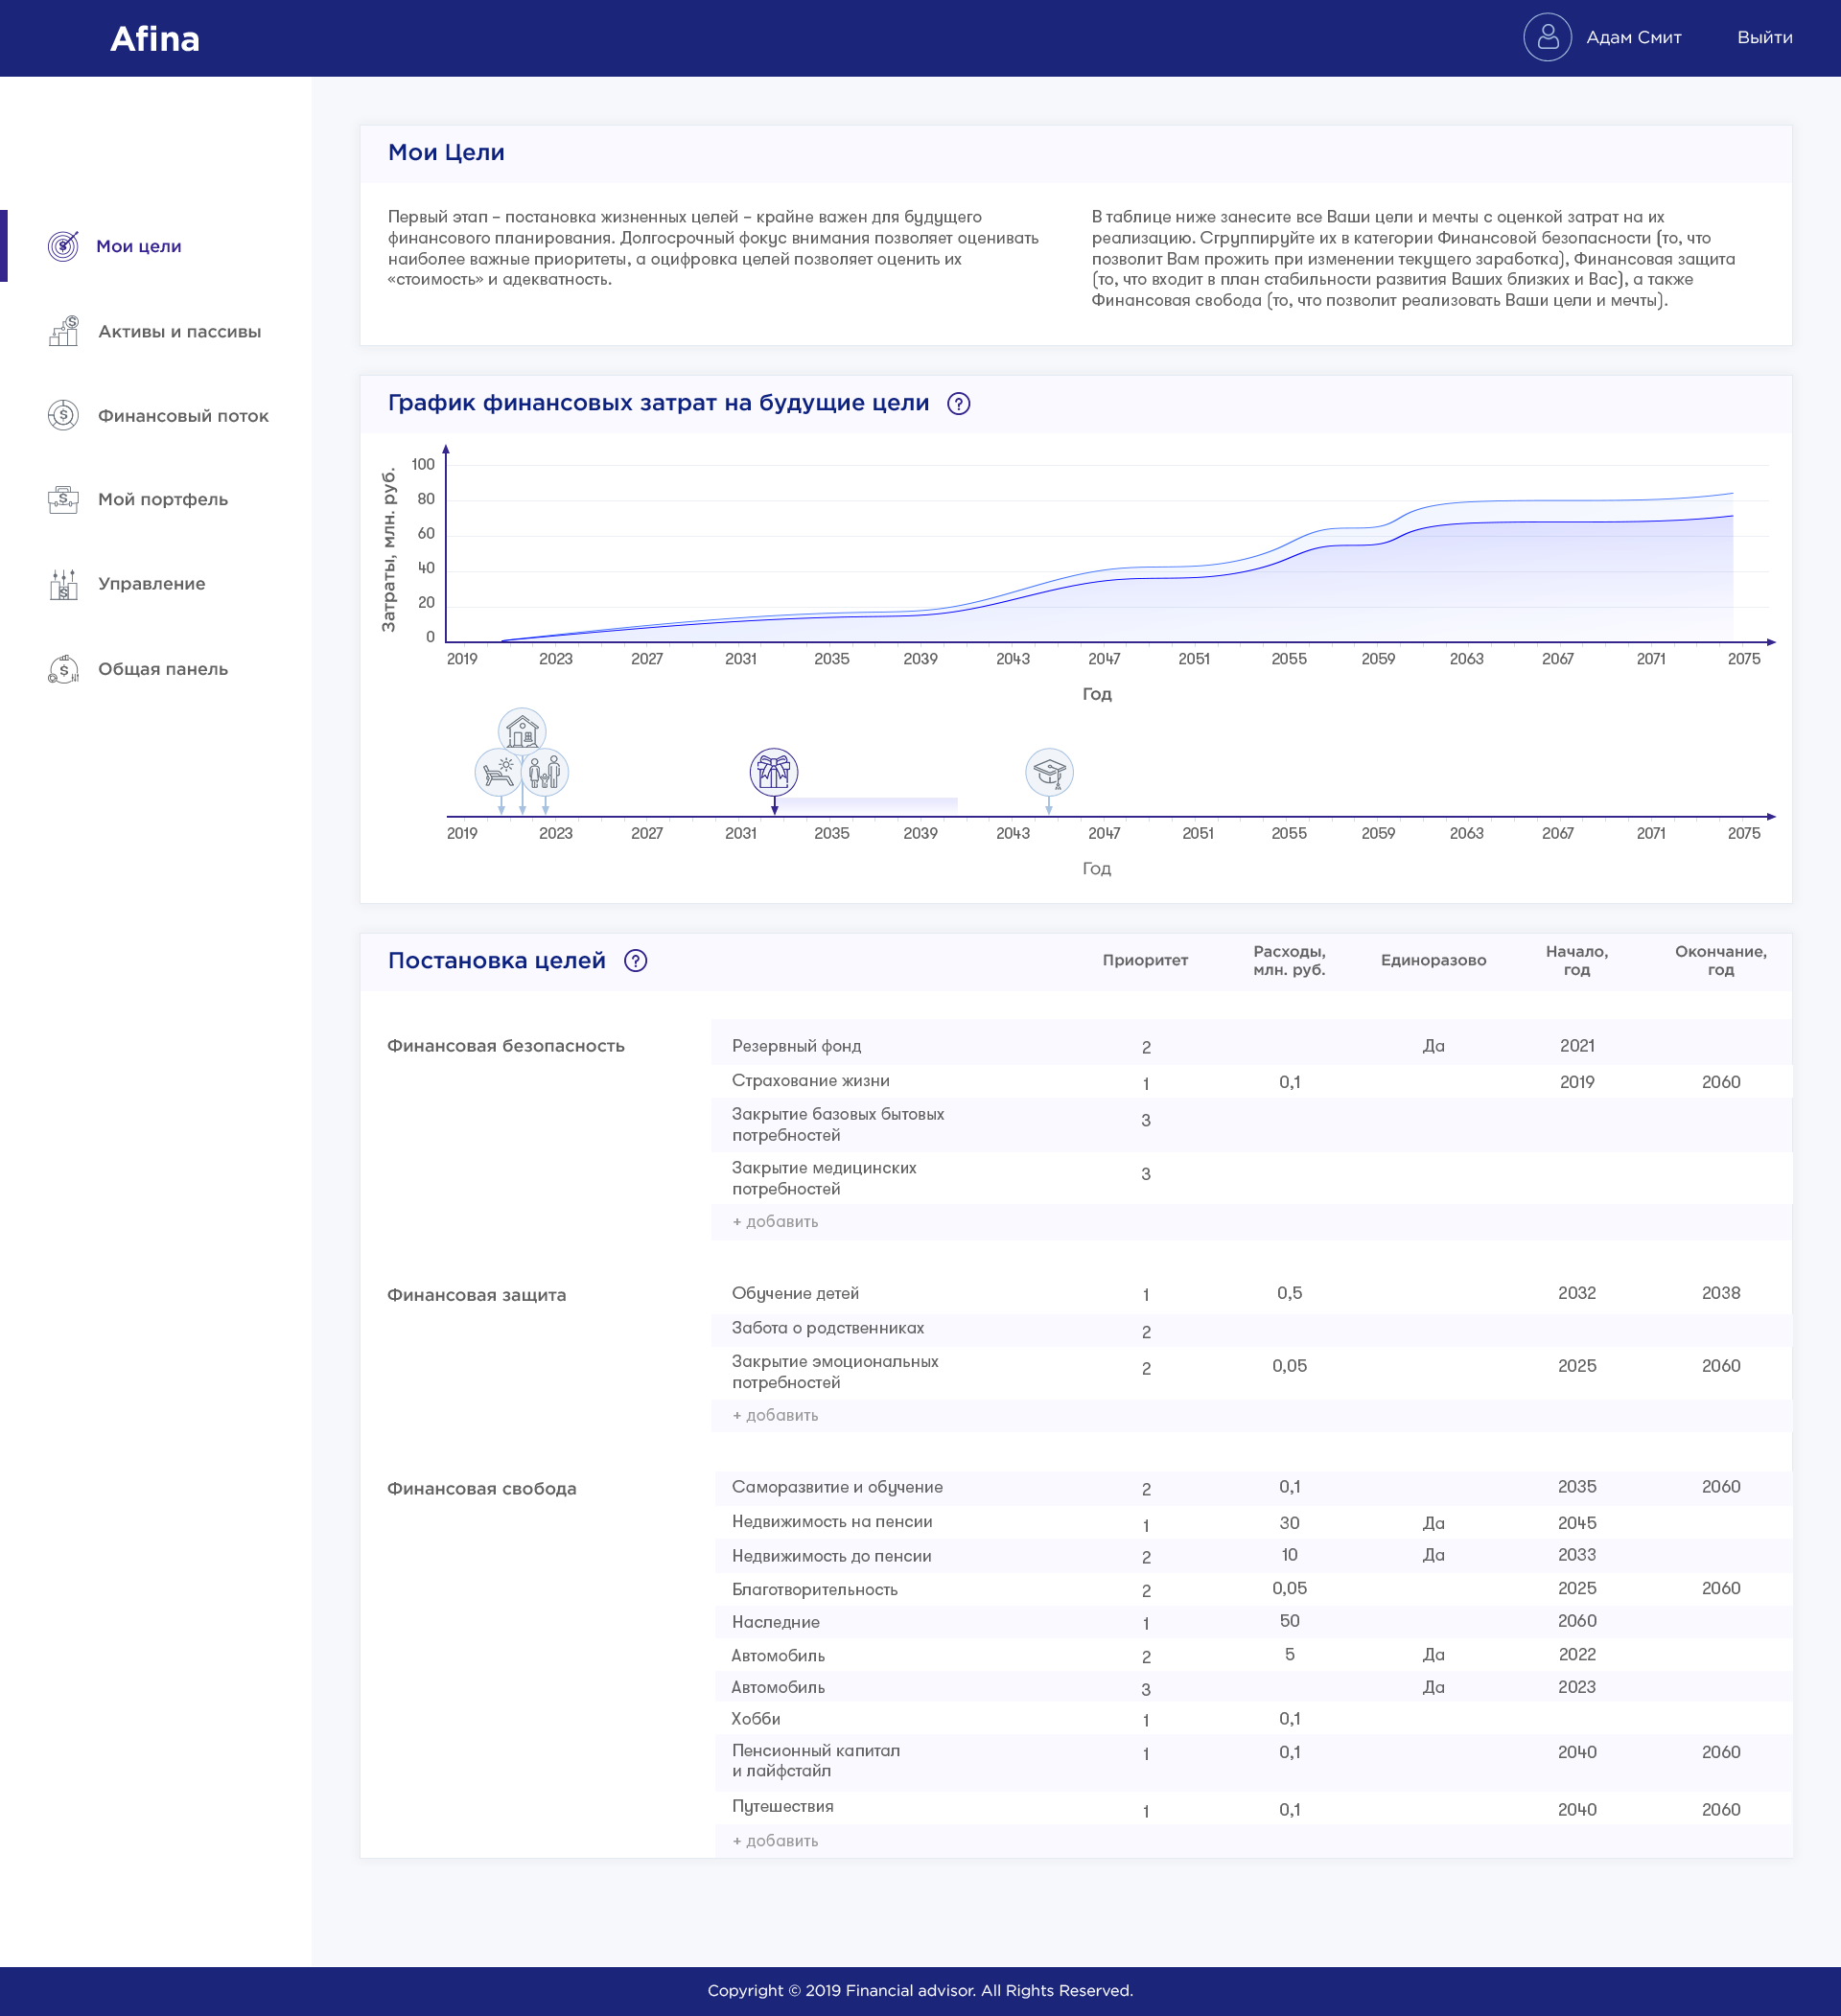 Afina
Адам Смит
Выйти
Мои цели
Активы и пассивы
Финансовый поток
Мой портфель
Управление
Общая панель
Мои Цели
Первый этап – постановка жизненных целей – крайне важен для будущего
финансового планирования. Долгосрочный фокус внимания позволяет оценивать
наиболее важные приоритеты, а оцифровка целей позволяет оценить их
«стоимость» и адекватность.
В таблице ниже занесите все Ваши цели и мечты с оценкой затрат на их
реализацию. Сгруппируйте их в категории Финансовой безопасности (то, что
позволит Вам прожить при изменении текущего заработка), Финансовая защита
(то, что входит в план стабильности развития Ваших близких и Вас), а также
Финансовая свобода (то, что позволит реализовать Ваши цели и мечты).
График финансовых затрат на будущие цели ?
Затраты, млн. руб.
100
80
60
40
20
0
2019 2023 2027 2031 2035 2039 2043 2047 2051 2055 2059 2063 2067 2071 2075
Год
2019 2023 2027 2031 2035 2039 2043 2047 2051 2055 2059 2063 2067 2071 2075
Год
Постановка целей ?
Приоритет
Расходы,
млн. руб.
Единоразово
Начало,
год
Окончание,
год
Финансовая безопасность
Резервный фонд 2 Да 2021
Страхование жизни 1 0,1 2019 2060
Закрытие базовых бытовых
потребностей
3
Закрытие медицинских
потребностей
3
+ добавить
Финансовая защита
Обучение детей 1 0,5 2032 2038
Забота о родственниках 2
Закрытие эмоциональных
потребностей
2 0,05 2025 2060
+ добавить
Финансовая свобода
Саморазвитие и обучение 2 0,1 2035 2060
Недвижимость на пенсии 1 30 Да 2045
Недвижимость до пенсии 2 10 Да 2033
Благотворительность 2 0,05 2025 2060
Наследние 1 50 2060
Автомобиль 2 5 Да 2022
Автомобиль 3 Да 2023
Хобби 1 0,1
Пенсионный капитал
и лайфстайл
1 0,1 2040 2060
Путешествия 1 0,1 2040 2060
+ добавить
Copyright © 2019 Financial advisor. All Rights Reserved.